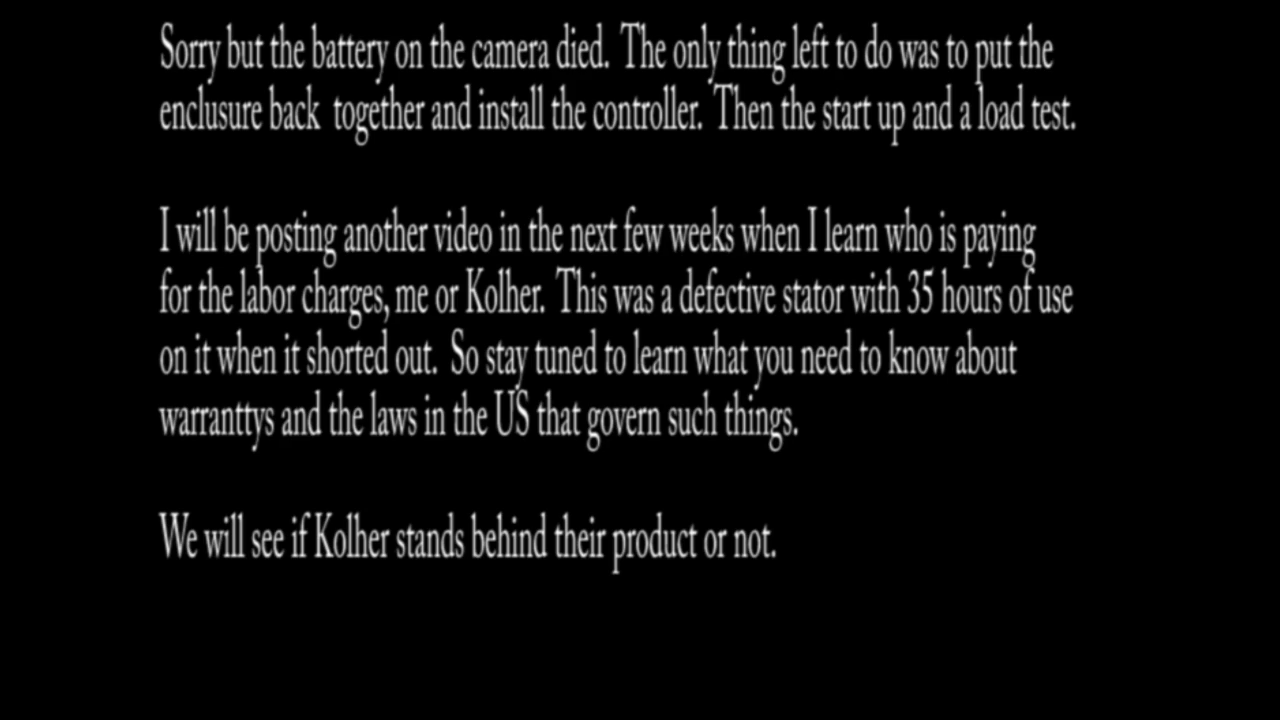 Sorry but the battery on the camera died.  The only thing left to do was to put the
enclusure back  together and install the controller.  Then the start up and a load test.
I will be posting another video in the next few weeks when I learn who is paying
for the labor charges, me or Kolher.  This was a defective stator with 35 hours of use
on it when it shorted out.  So stay tuned to learn what you need to know about
warranttys and the laws in the US that govern such things.
We will see if Kolher stands behind their product or not.